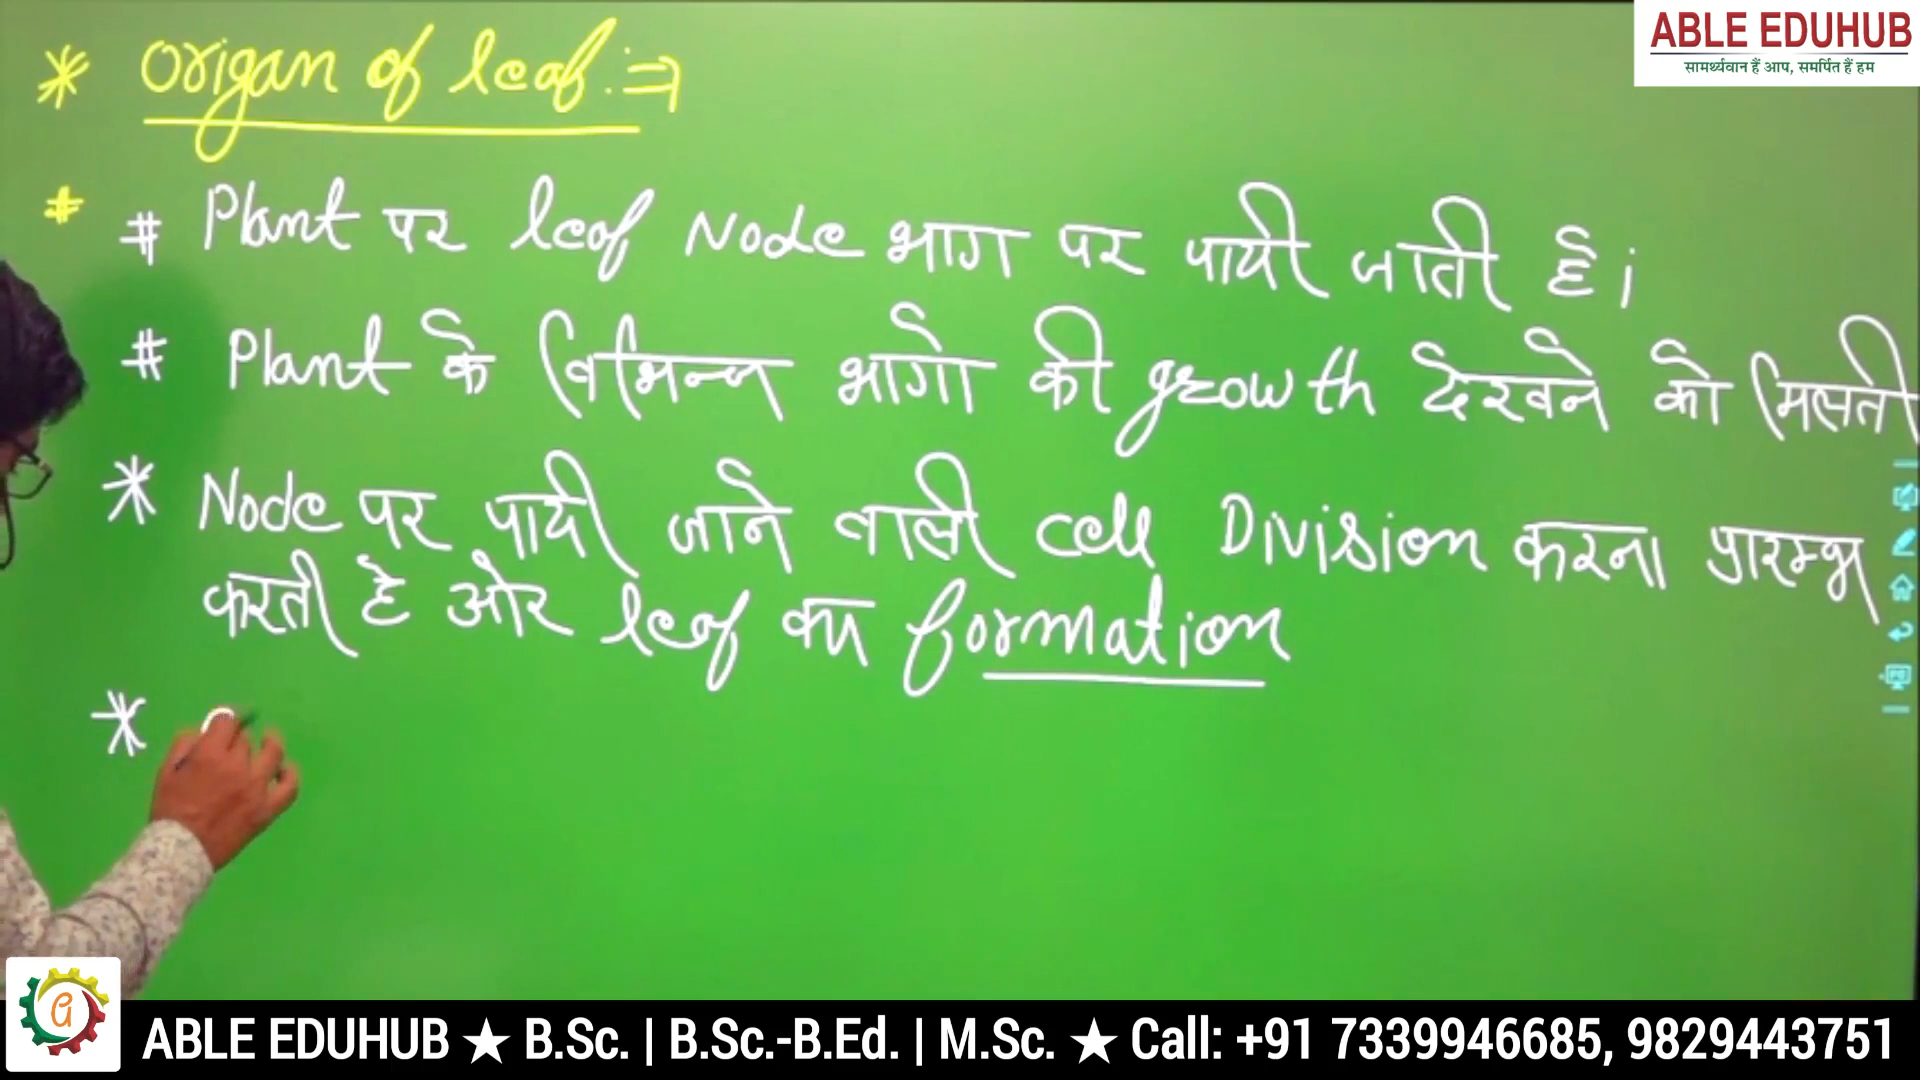 ABLE EDUHUB
सामर्थ्यवान हैं आप, समर्पित हैं हम
* Origan of leaf :⇒
# # Plant पर leaf Node भाग पर पायी जाती है।
# Plant के विभिन्न भागो की growth देखने को मिलती
* Node पर पायी जाने वाली cell Division करना प्रारम्भ
करती है ओर leaf का formation
*
ABLE EDUHUB ★ B.Sc. | B.Sc.-B.Ed. | M.Sc. ★ Call: +91 7339946685, 9829443751